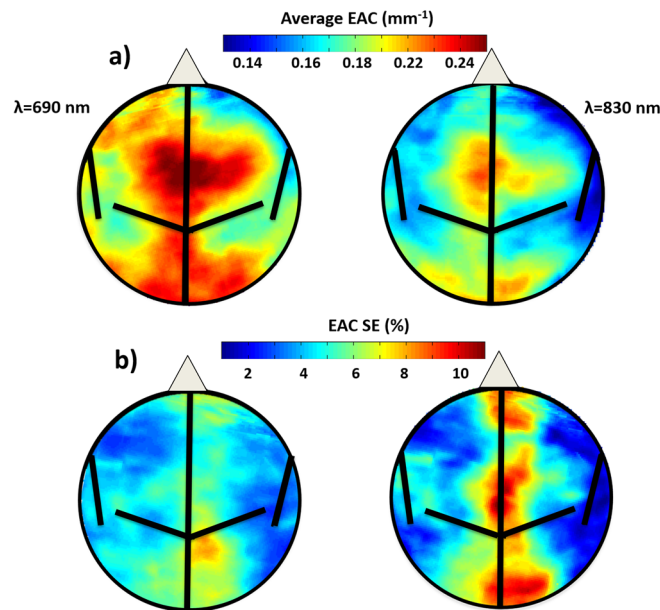 Average EAC (mm⁻¹)
a)
0.14 0.16 0.18 0.22 0.24
λ=690 nm
λ=830 nm
EAC SE (%)
b)
2 4 6 8 10